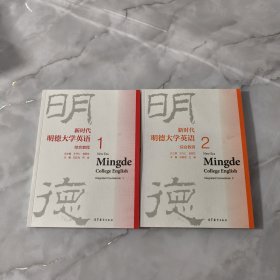 明
德
新时代
明德大学英语
综合教程
1
New Era
Mingde
College English
Integrated Coursebook 1
高等教育出版社
明
德
新时代
明德大学英语
综合教程
2
New Era
Mingde
College English
Integrated Coursebook 2
高等教育出版社